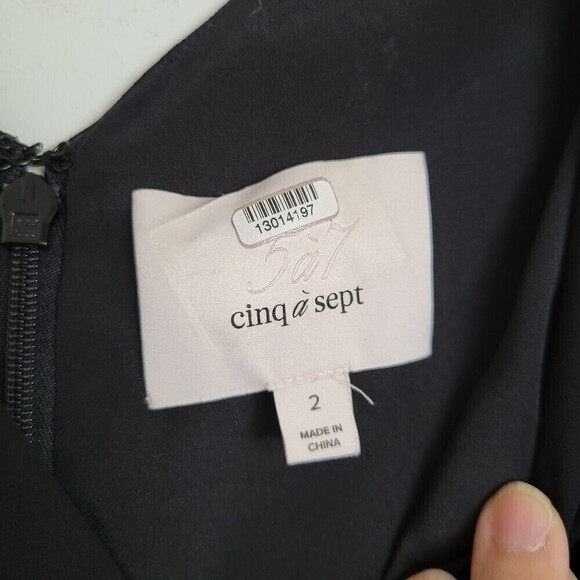 13014197
5à7
cinq à sept
2
MADE IN
CHINA